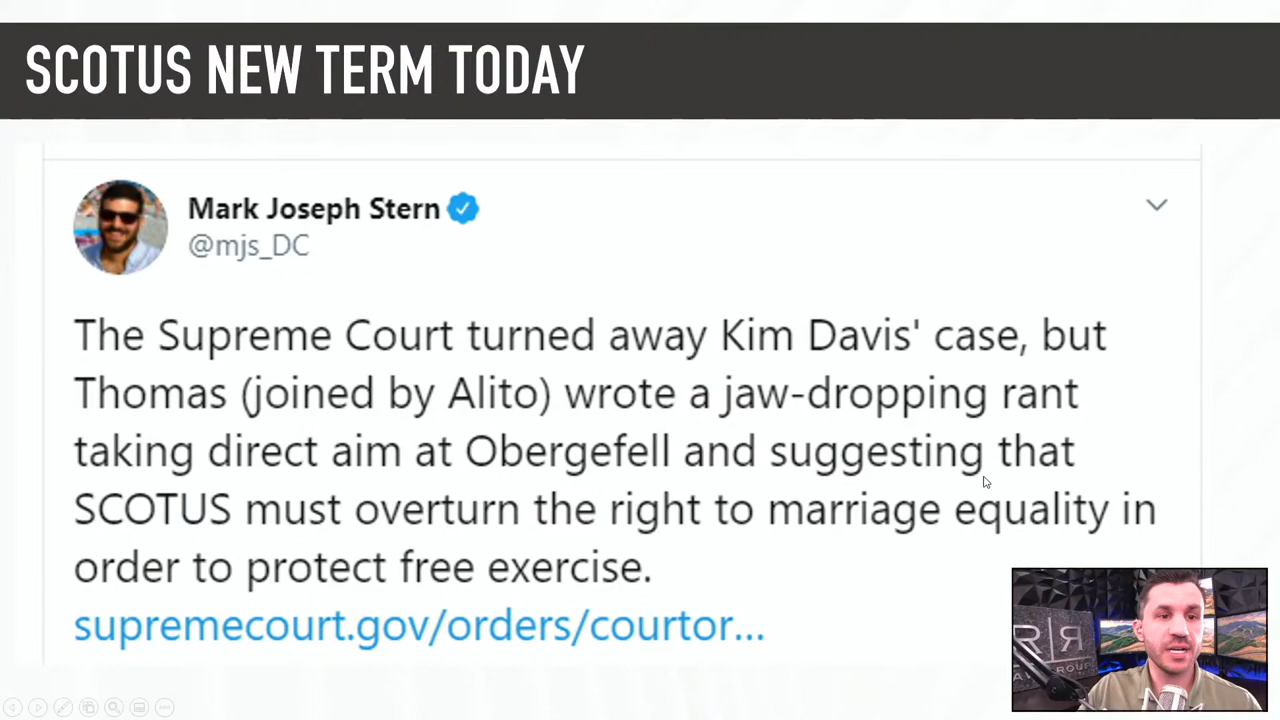 SCOTUS NEW TERM TODAY
Mark Joseph Stern
@mjs_DC
The Supreme Court turned away Kim Davis' case, but
Thomas (joined by Alito) wrote a jaw-dropping rant
taking direct aim at Obergefell and suggesting that
SCOTUS must overturn the right to marriage equality in
order to protect free exercise.
supremecourt.gov/orders/courtor...
R|R
LAW GROUP